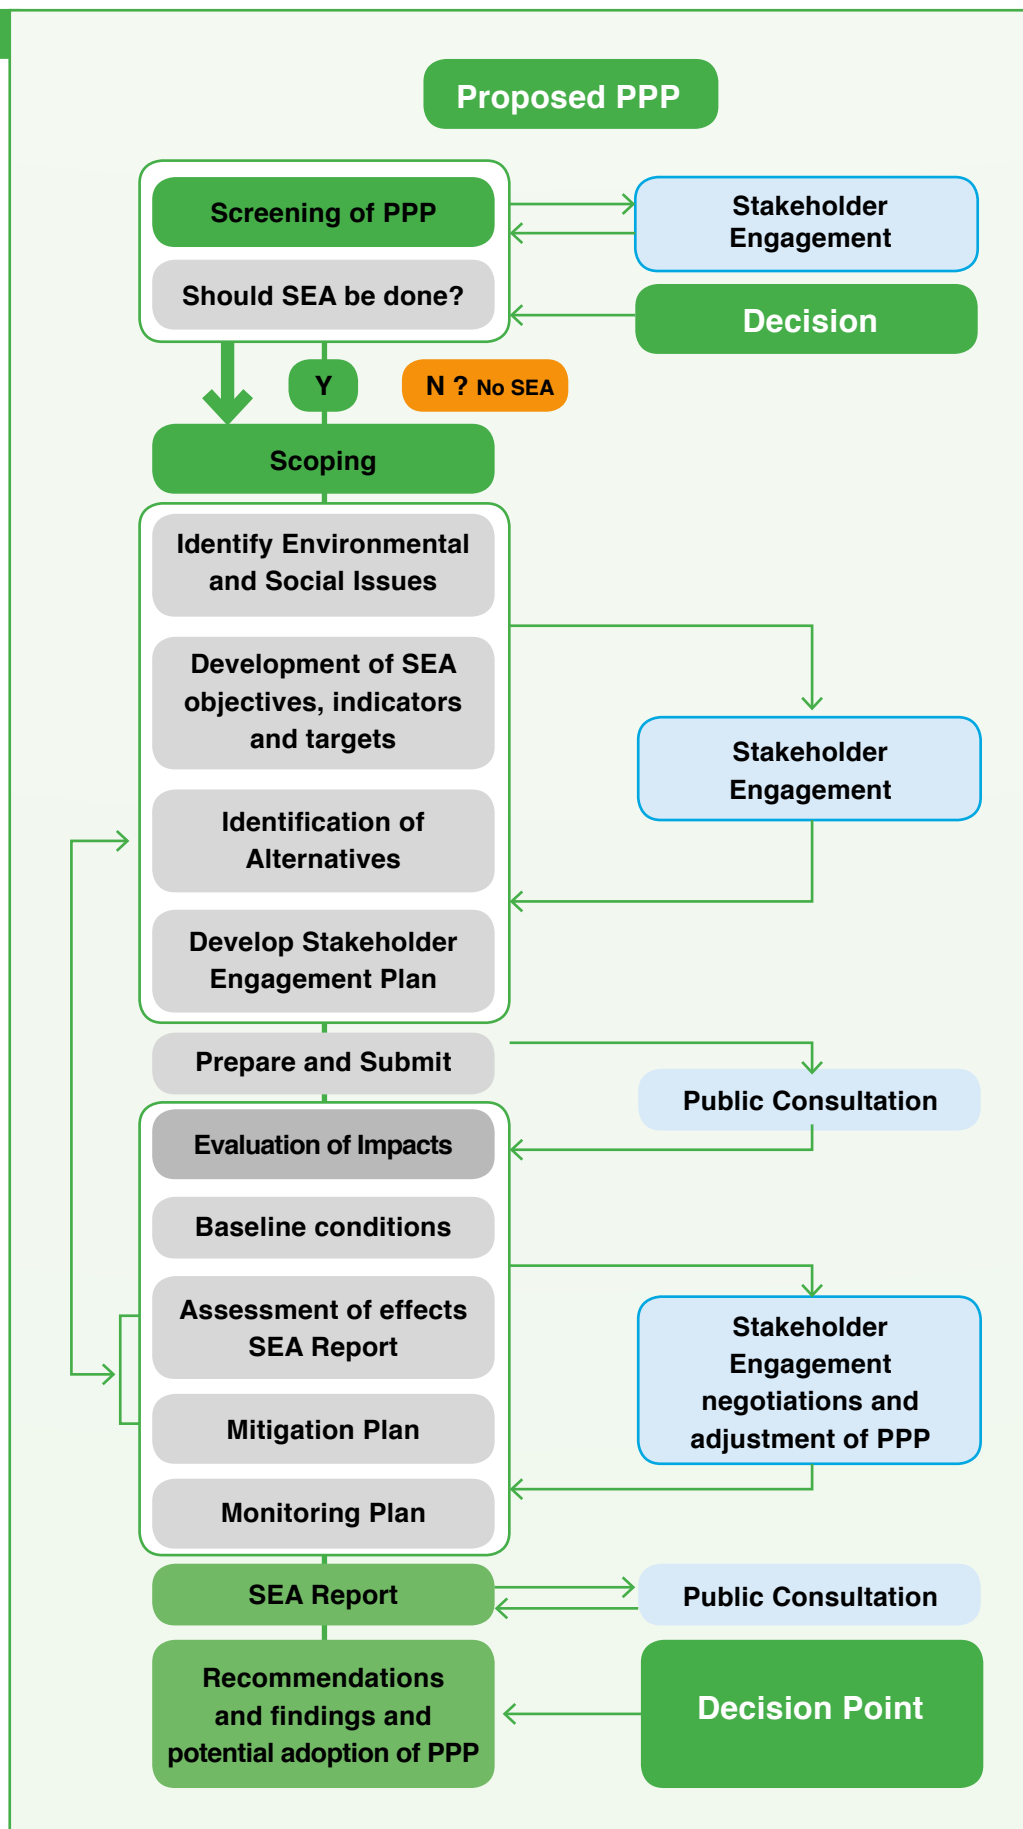 Proposed PPP
Screening of PPP
Stakeholder
Engagement
Should SEA be done?
Decision
Y
N ? No SEA
Scoping
Identify Environmental
and Social Issues
Development of SEA
objectives, indicators
and targets
Stakeholder
Engagement
Identification of
Alternatives
Develop Stakeholder
Engagement Plan
Prepare and Submit
Public Consultation
Evaluation of Impacts
Baseline conditions
Assessment of effects
SEA Report
Stakeholder
Engagement
negotiations and
adjustment of PPP
Mitigation Plan
Monitoring Plan
SEA Report
Public Consultation
Recommendations
and findings and
potential adoption of PPP
Decision Point